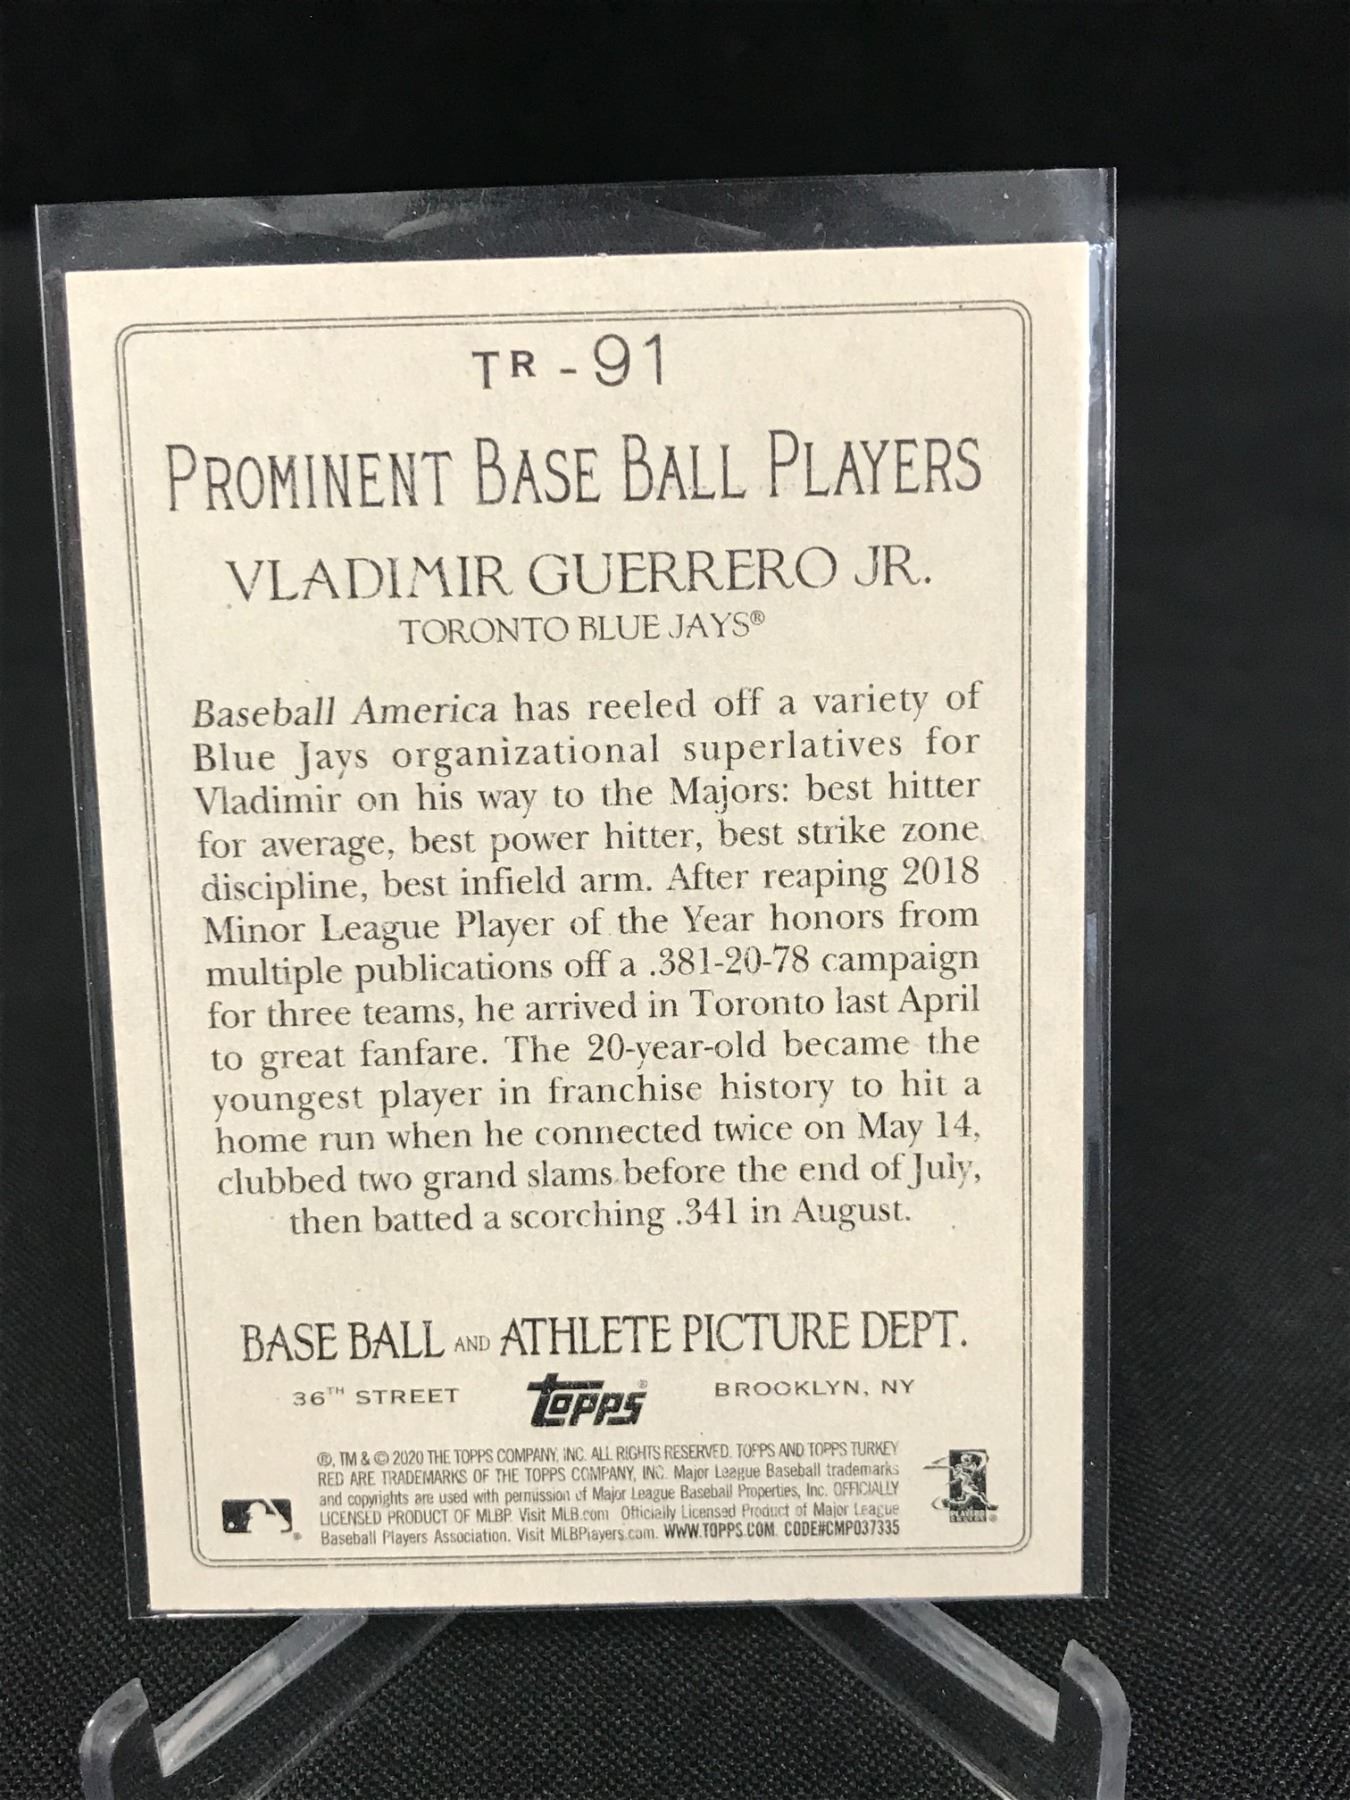 TR - 91
PROMINENT BASE BALL PLAYERS
VLADIMIR GUERRERO JR.
TORONTO BLUE JAYS®
Baseball America has reeled off a variety of
Blue Jays organizational superlatives for
Vladimir on his way to the Majors: best hitter
for average, best power hitter, best strike zone
discipline, best infield arm. After reaping 2018
Minor League Player of the Year honors from
multiple publications off a .381-20-78 campaign
for three teams, he arrived in Toronto last April
to great fanfare. The 20-year-old became the
youngest player in franchise history to hit a
home run when he connected twice on May 14,
clubbed two grand slams before the end of July,
then batted a scorching .341 in August.
BASE BALL AND ATHLETE PICTURE DEPT.
36TH STREET Topps® BROOKLYN, NY
®, TM & © 2020 THE TOPPS COMPANY, INC. ALL RIGHTS RESERVED. TOPPS AND TOPPS TURKEY
RED ARE TRADEMARKS OF THE TOPPS COMPANY, INC. Major League Baseball trademarks
and copyrights are used with permission of Major League Baseball Properties, Inc. OFFICIALLY
LICENSED PRODUCT OF MLBP. Visit MLB.com Officially Licensed Product of Major League
Baseball Players Association. Visit MLBPlayers.com. WWW.TOPPS.COM. CODE#CMP037335
PLAYERS
CHOICE